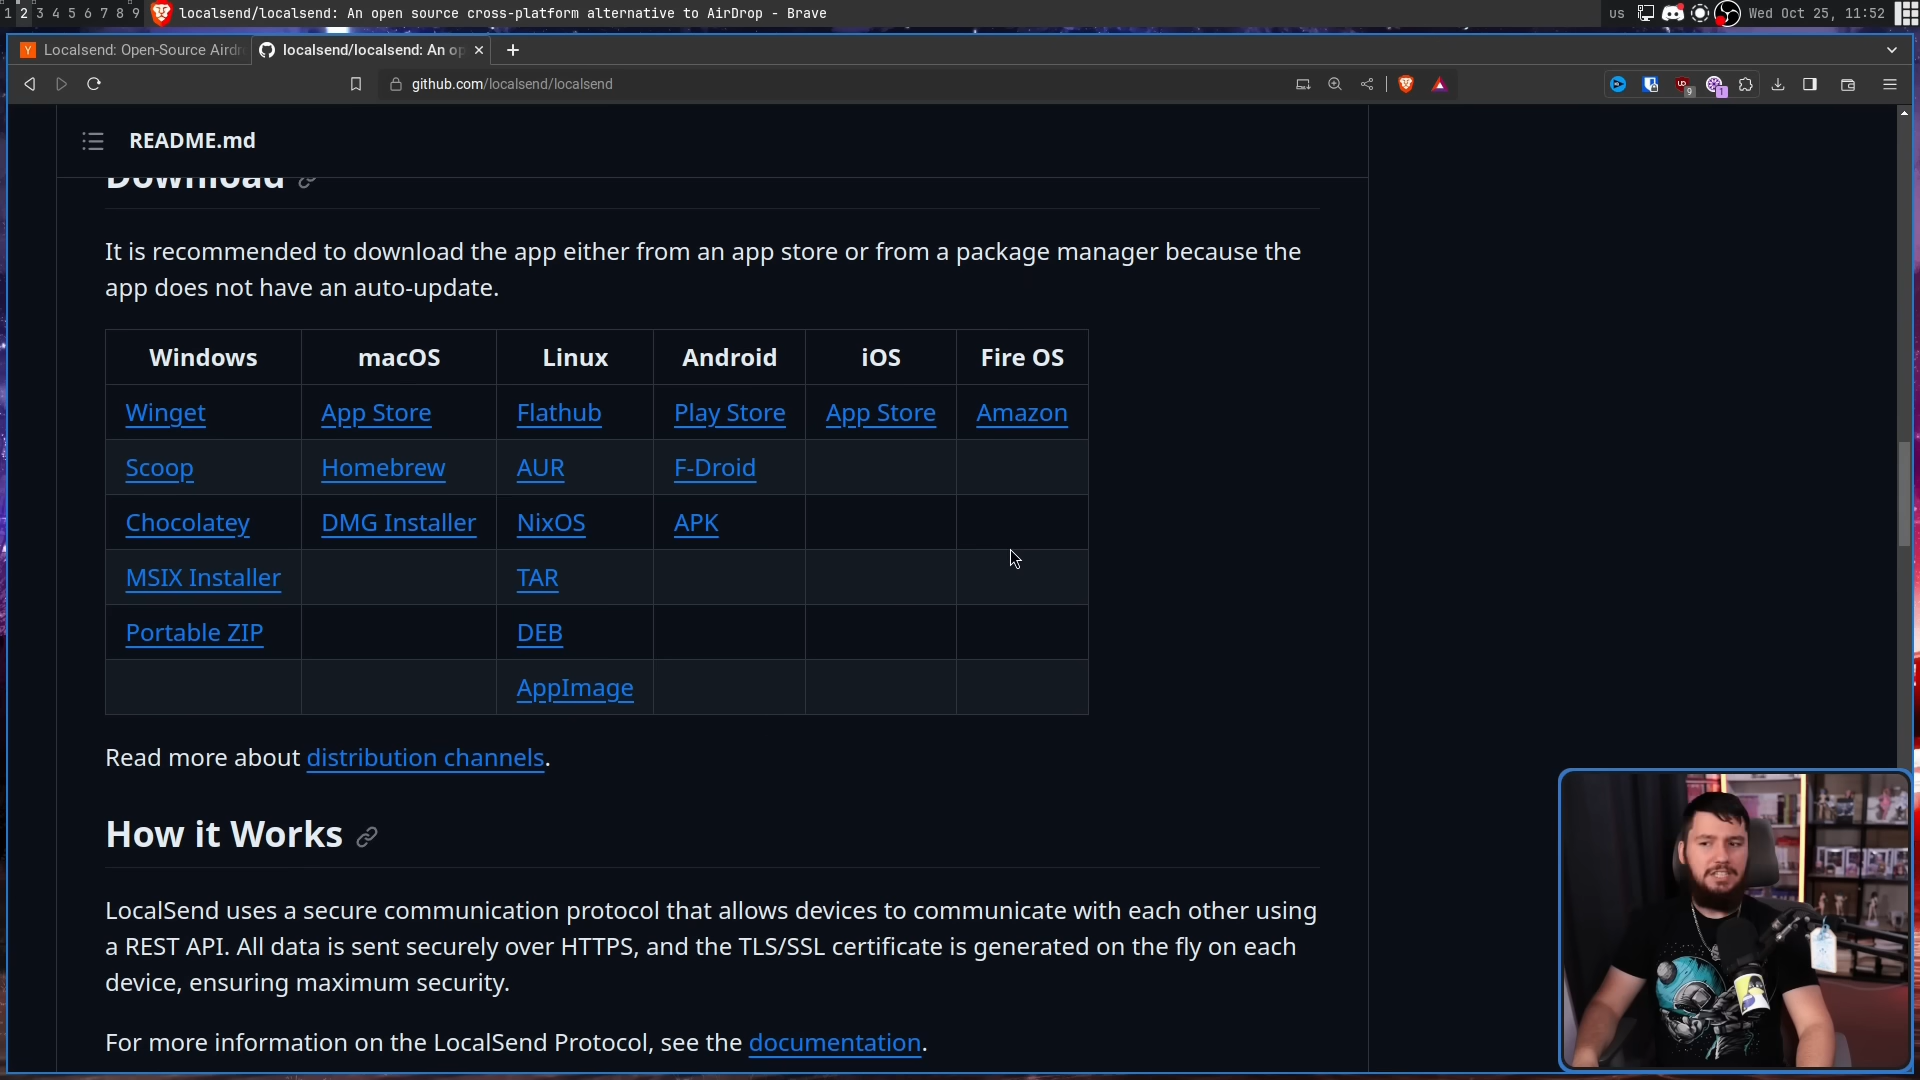 1 2 3 4 5 6 7 8 9 localsend/localsend: An open source cross-platform alternative to AirDrop - Brave us Wed Oct 25, 11:52
Localsend: Open-Source Airdr localsend/localsend: An op
github.com/localsend/localsend 9 1
README.md
Download
It is recommended to download the app either from an app store or from a package manager because the
app does not have an auto-update.
Windows macOS Linux Android iOS Fire OS
Winget App Store Flathub Play Store App Store Amazon
Scoop Homebrew AUR F-Droid
Chocolatey DMG Installer NixOS APK
MSIX Installer TAR
Portable ZIP DEB
AppImage
Read more about distribution channels.
How it Works
LocalSend uses a secure communication protocol that allows devices to communicate with each other using
a REST API. All data is sent securely over HTTPS, and the TLS/SSL certificate is generated on the fly on each
device, ensuring maximum security.
For more information on the LocalSend Protocol, see the documentation.